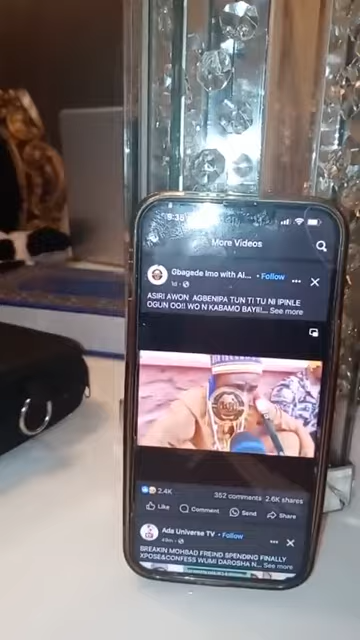 9:36
More Videos
Gbagede Imo with Al... • Follow
1d •
ASIRI AWON AGBENIPA TUN TI TU NI IPINLE
OGUN OO!! WO N KABAMO BAYII... See more
2.4K 352 comments 2.6K shares
Like Comment Send Share
Ada Universe TV • Follow
BREAKIN MOHBAD FREIND SPENDING FINALLY
XPOSE&CONFESS WUMI DAROSHA N... See more